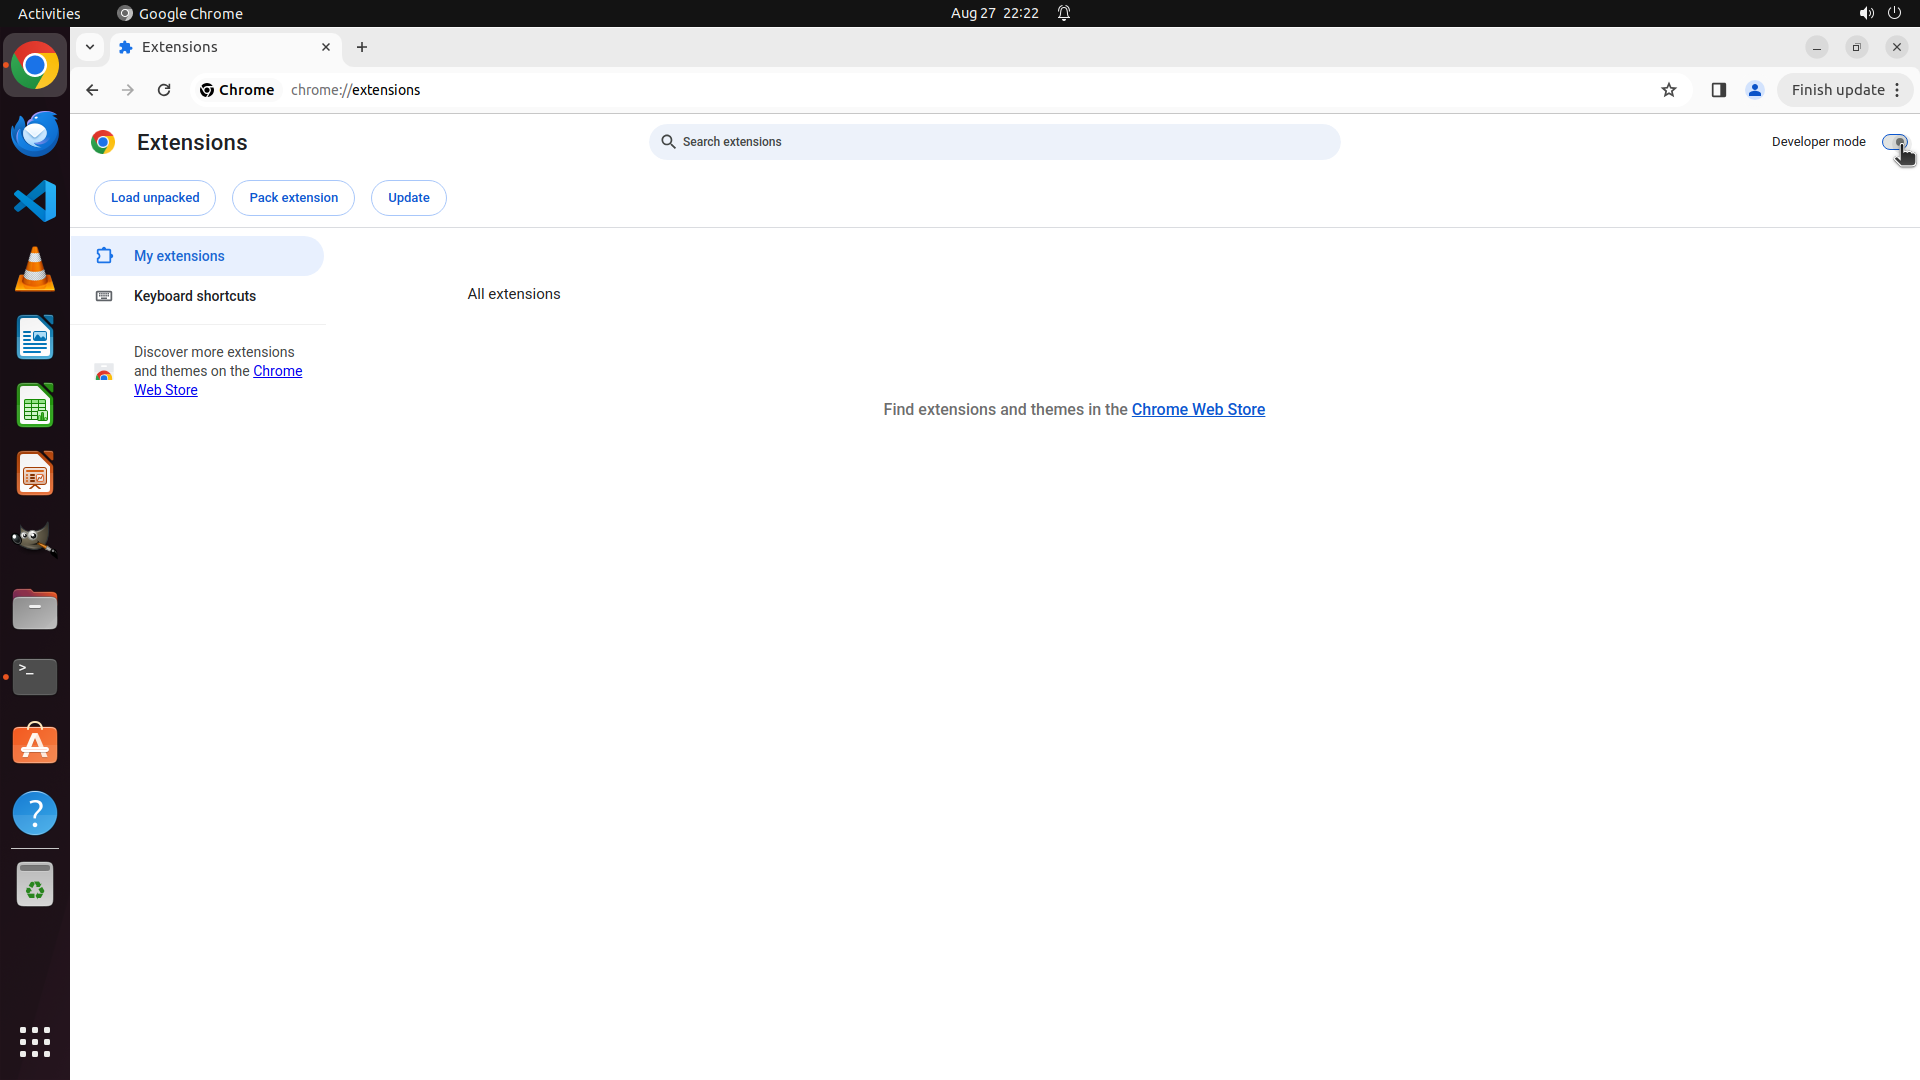 Activities
Google Chrome
Aug 27 22:22
Extensions
Chrome
chrome://extensions
Finish update
Extensions
Search extensions
Developer mode
Load unpacked
Pack extension
Update
My extensions
Keyboard shortcuts
All extensions
Discover more extensions
and themes on the Chrome
Web Store
Find extensions and themes in the Chrome Web Store